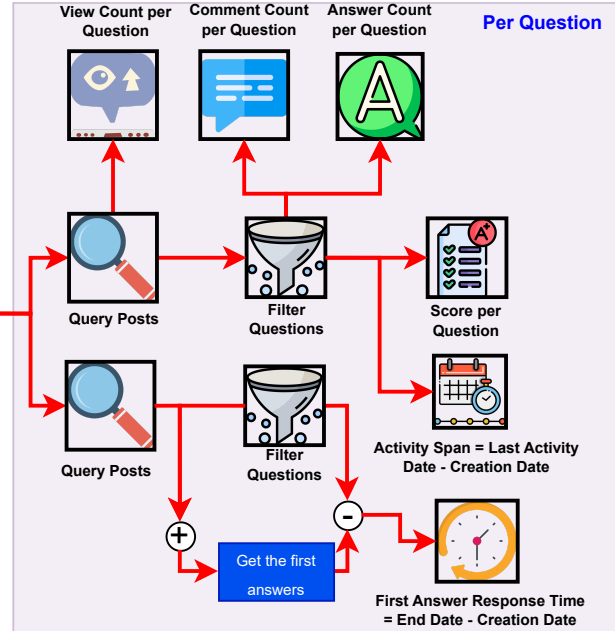 View Count per
Question
Comment Count
per Question
Answer Count
per Question
Per Question
A
A+
Query Posts
Filter
Questions
Score per
Question
Query Posts
Filter
Questions
Activity Span = Last Activity
Date - Creation Date
+
-
Get the first
answers
First Answer Response Time
= End Date - Creation Date